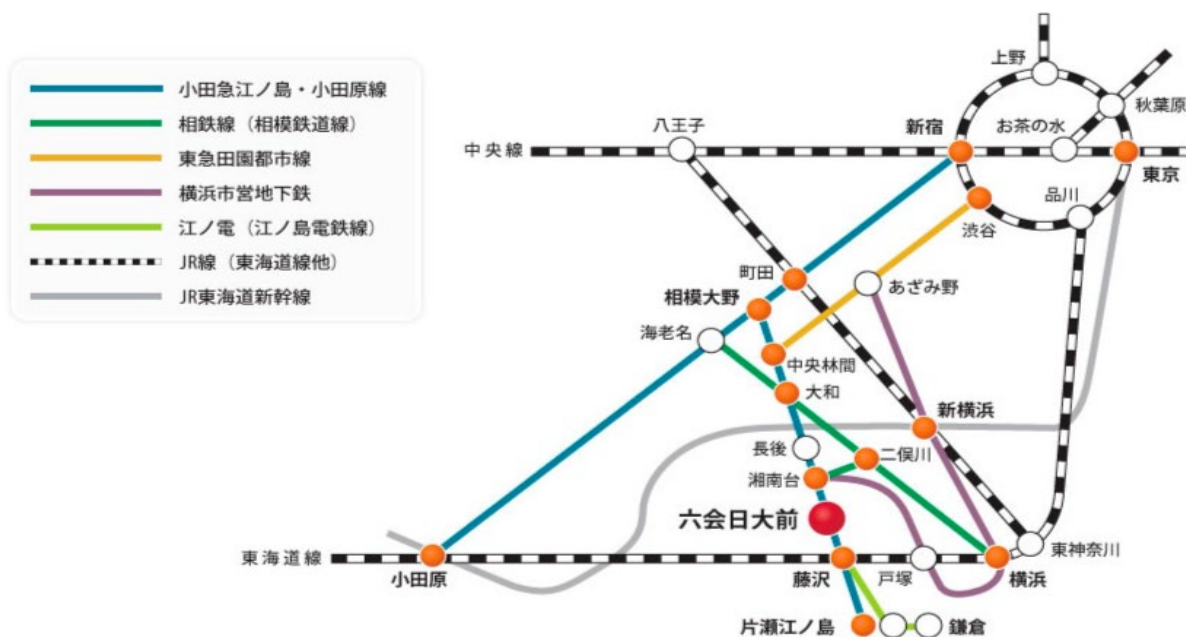 小田急江ノ島・小田原線
相鉄線（相模鉄道線）
東急田園都市線
横浜市営地下鉄
江ノ電（江ノ島電鉄線）
JR線（東海道線他）
JR東海道新幹線
上野
秋葉原
お茶の水
新宿
八王子
中央線
東京
品川
渋谷
町田
あざみ野
相模大野
海老名
中央林間
大和
新横浜
長後
二俣川
湘南台
六会日大前
東神奈川
東海道線
小田原
藤沢
戸塚
横浜
片瀬江ノ島
鎌倉